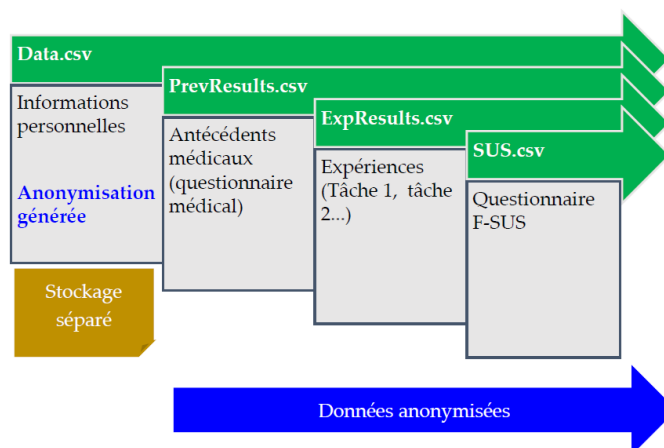 Data.csv
Informations
personnelles
Anonymisation
générée
Stockage
séparé
PrevResults.csv
Antécédents
médicaux
(questionnaire
médical)
ExpResults.csv
Expériences
(Tâche 1, tâche
2...)
SUS.csv
Questionnaire
F-SUS
Données anonymisées